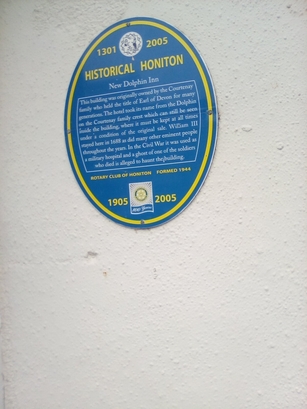 1301 2005
HISTORICAL HONITON
New Dolphin Inn
This building was originally owned by the Courtenay
family who held the title of Earl of Devon for many
generations. The hotel took its name from the Dolphin
on the Courtenay family crest which can still be seen
inside the building, where it must be kept at all times
under a condition of the original sale. William III
stayed here in 1688 as did many other eminent people
throughout the years. In the Civil War it was used as
a military hospital and a ghost of one of the soldiers
who died is alleged to haunt the building.
ROTARY CLUB OF HONITON FORMED 1944
1905 2005